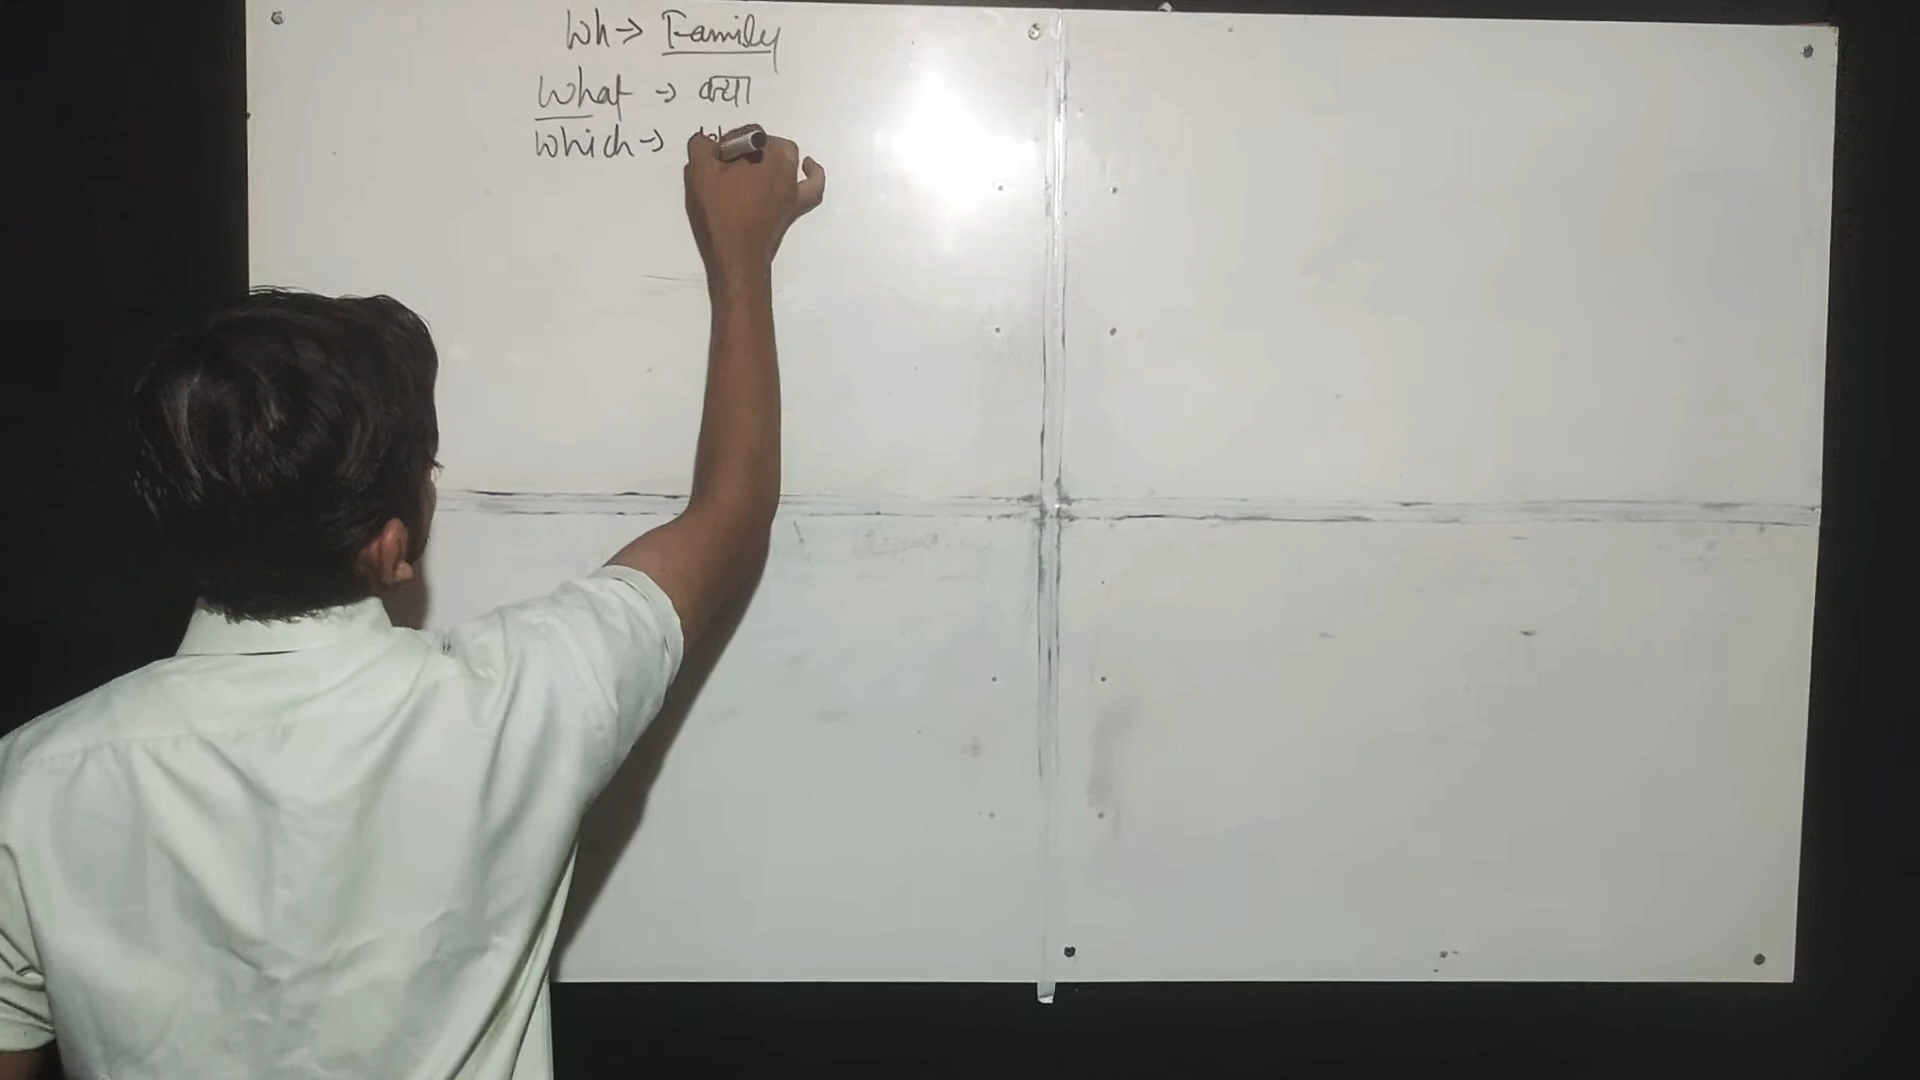 Wh → Family
What → क्या
Which →